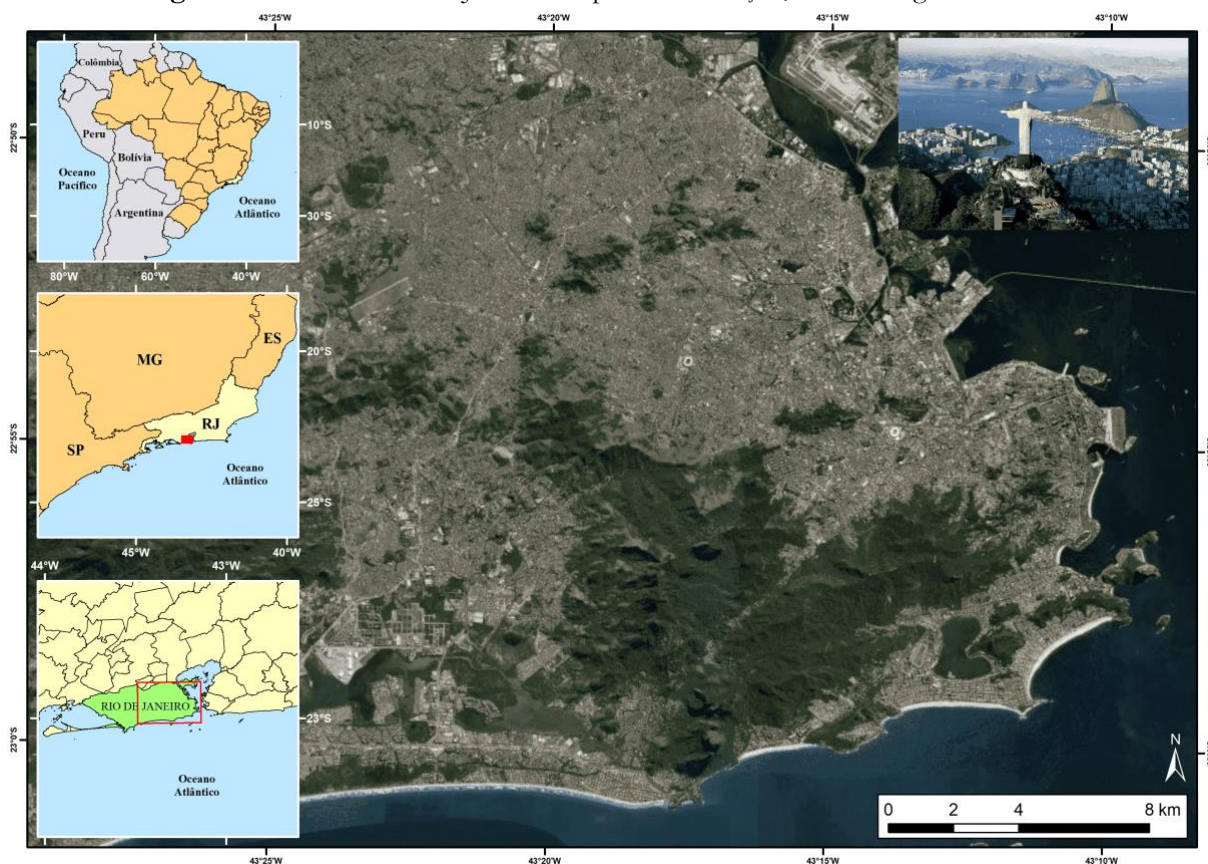 43°25'W 43°20'W 43°15'W 43°10'W
22°50'S
22°55'S
23°0'S
Colômbia
Peru
Bolívia
Oceano
Pacífico
Argentina
Oceano
Atlântico
10°S
30°S
80°W 60°W 40°W
MG
ES
RJ
SP
Oceano
Atlântico
20°S
25°S
45°W 40°W
44°W 43°W
RIO DE JANEIRO
Oceano
Atlântico
23°S
N
0 2 4 8 km
43°25'W 43°20'W 43°15'W 43°10'W